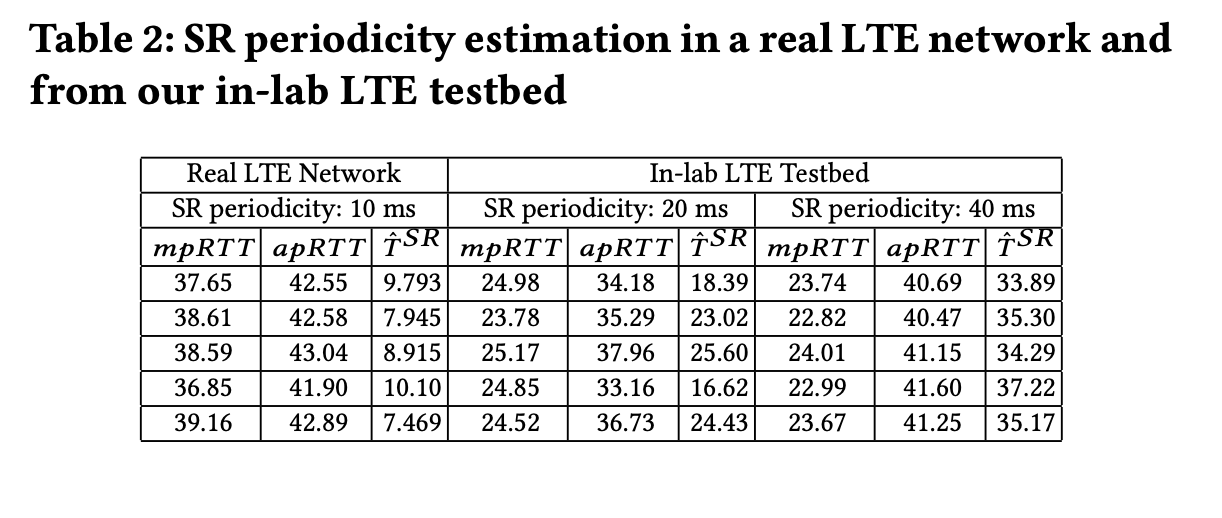 Table 2: SR periodicity estimation in a real LTE network and
from our in-lab LTE testbed
Real LTE Network In-lab LTE Testbed
SR periodicity: 10 ms SR periodicity: 20 ms SR periodicity: 40 ms
mpRTT apRTT T̂^SR mpRTT apRTT T̂^SR mpRTT apRTT T̂^SR
37.65 42.55 9.793 24.98 34.18 18.39 23.74 40.69 33.89
38.61 42.58 7.945 23.78 35.29 23.02 22.82 40.47 35.30
38.59 43.04 8.915 25.17 37.96 25.60 24.01 41.15 34.29
36.85 41.90 10.10 24.85 33.16 16.62 22.99 41.60 37.22
39.16 42.89 7.469 24.52 36.73 24.43 23.67 41.25 35.17